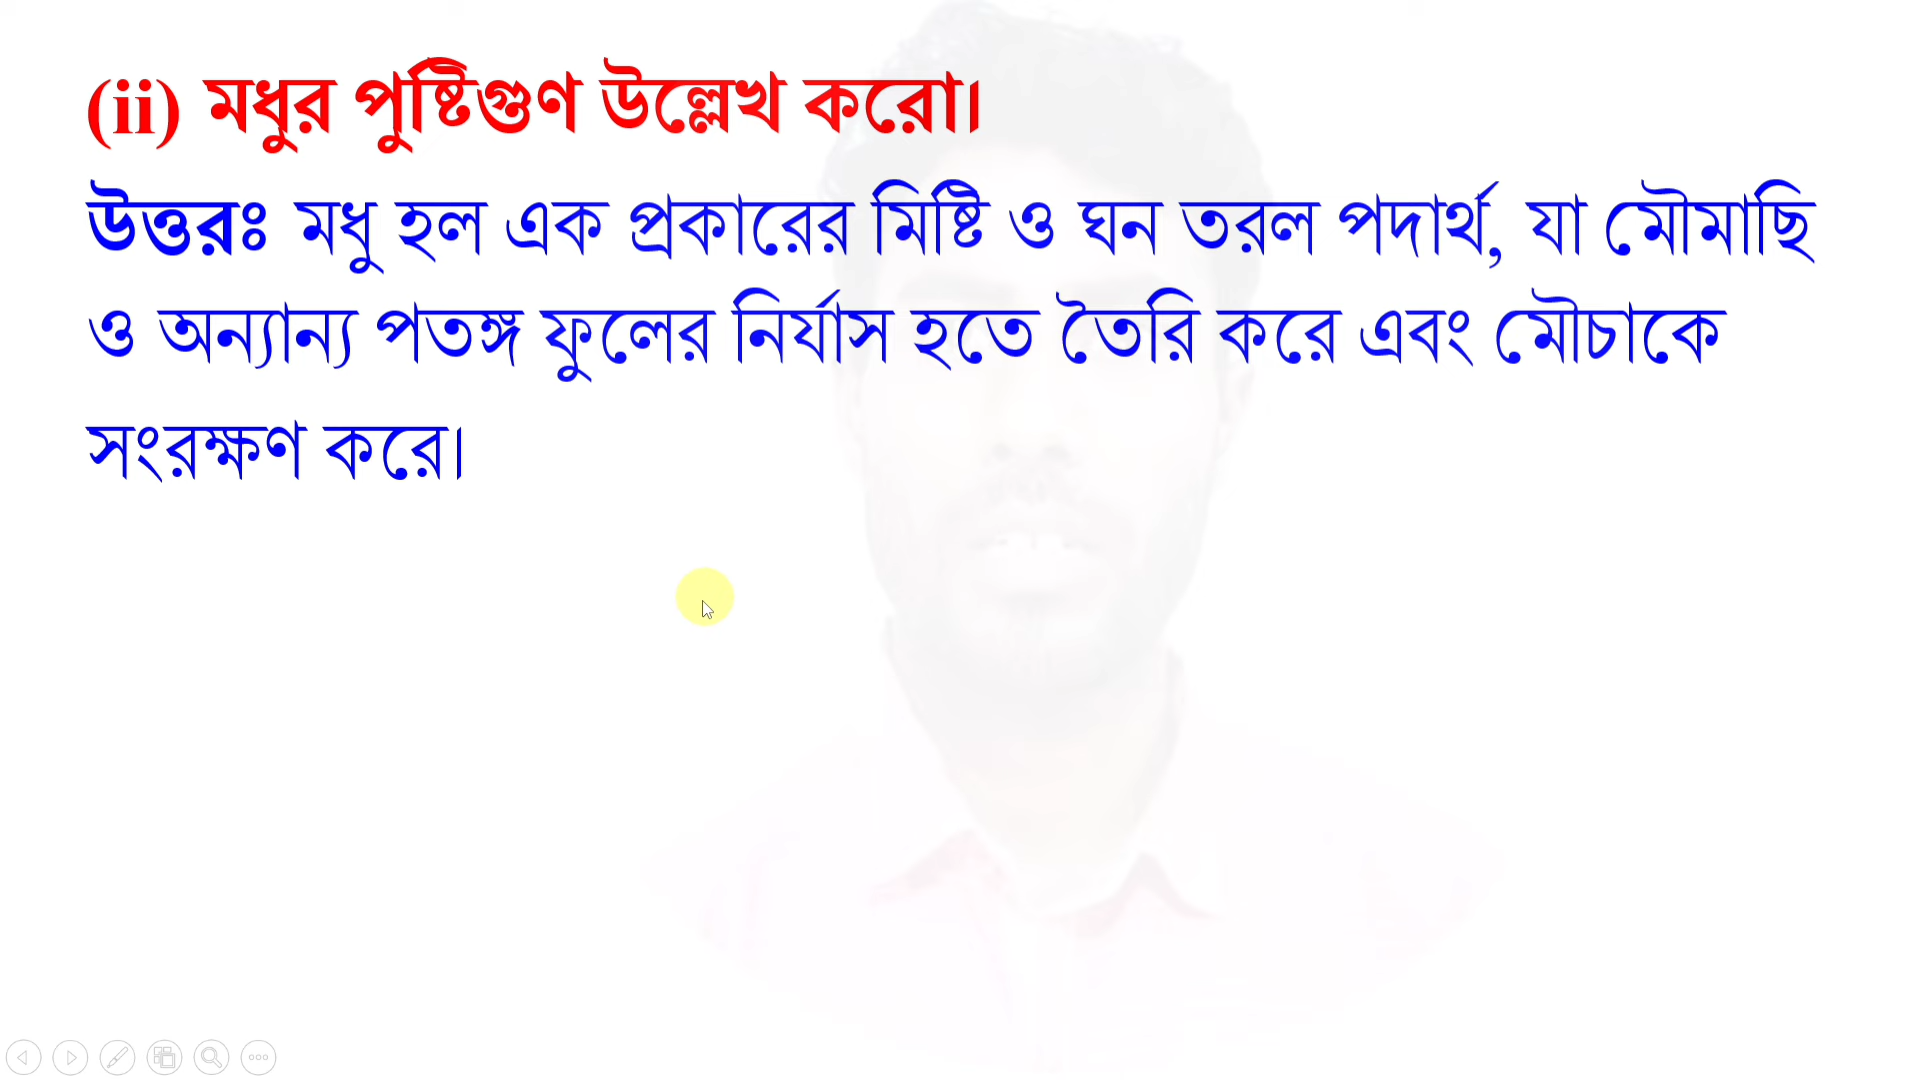 (ii) মধুর পুষ্টিগুণ উল্লেখ করো।
উত্তরঃ মধু হল এক প্রকারের মিষ্টি ও ঘন তরল পদার্থ, যা মৌমাছি
ও অন্যান্য পতঙ্গ ফুলের নির্যাস হতে তৈরি করে এবং মৌচাকে
সংরক্ষণ করে।